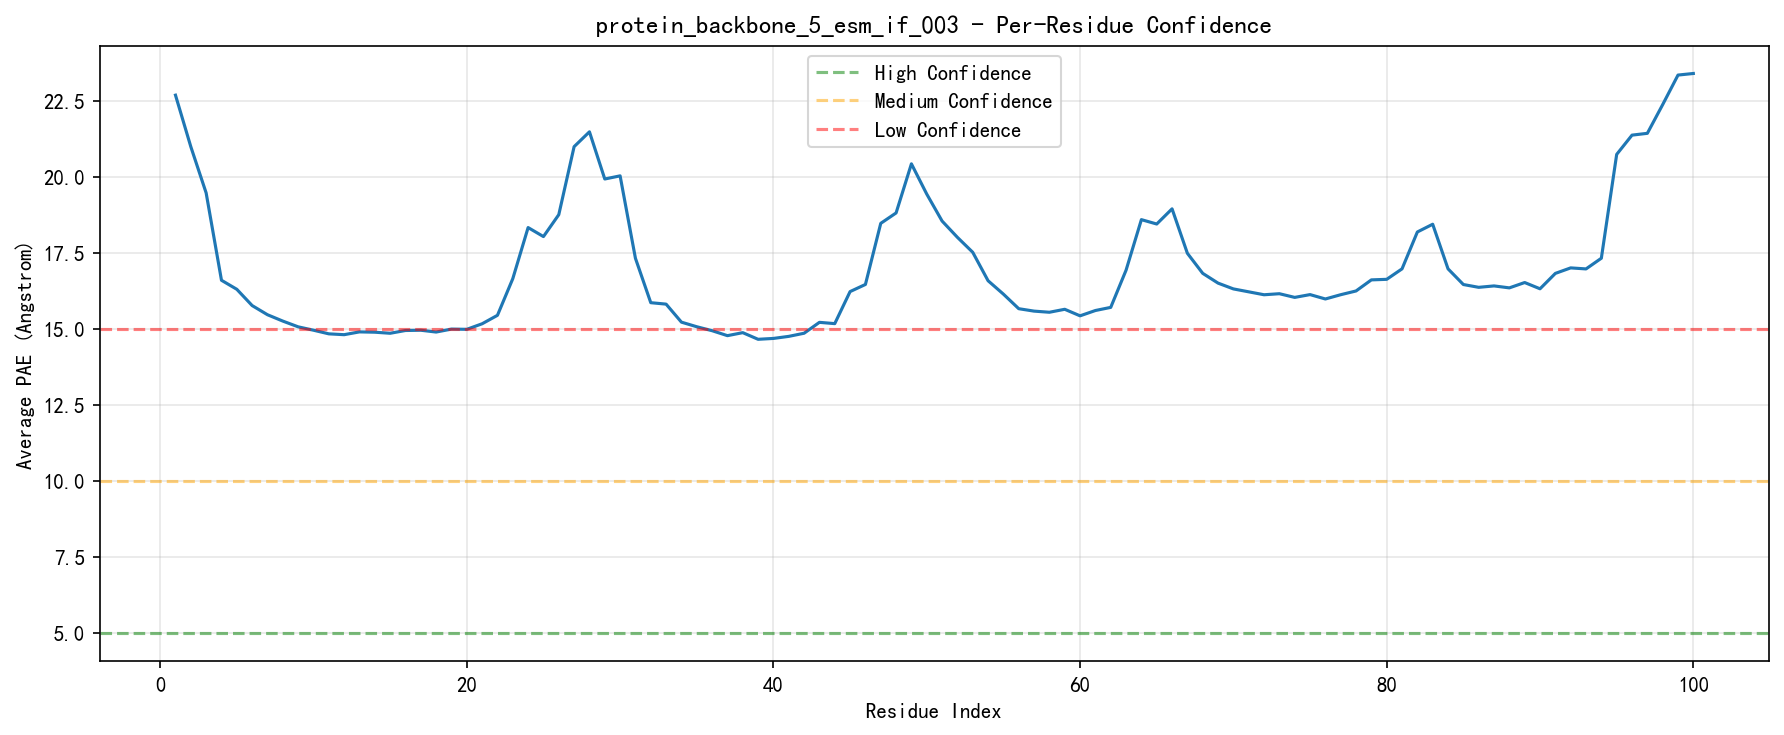 protein_backbone_5_esm_if_003 - Per-Residue Confidence
High Confidence
Medium Confidence
Low Confidence
22.5
20.0
17.5
15.0
12.5
10.0
7.5
5.0
Average PAE (Angstrom)
0 20 40 60 80 100
Residue Index